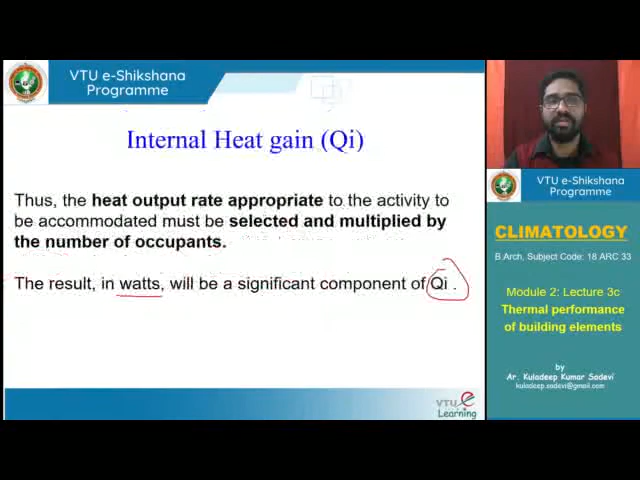 VTU e-Shikshana
Programme
Internal Heat gain (Qi)
Thus, the heat output rate appropriate to the activity to
be accommodated must be selected and multiplied by
the number of occupants.
The result, in watts, will be a significant component of Qi .
VTU e
Learning
VTU e-Shikshana
Programme
CLIMATOLOGY
B.Arch, Subject Code: 18 ARC 33
Module 2: Lecture 3c
Thermal performance
of building elements
by
Ar. Kuladeep Kumar Sadevi
kuladeep.sadevi@gmail.com